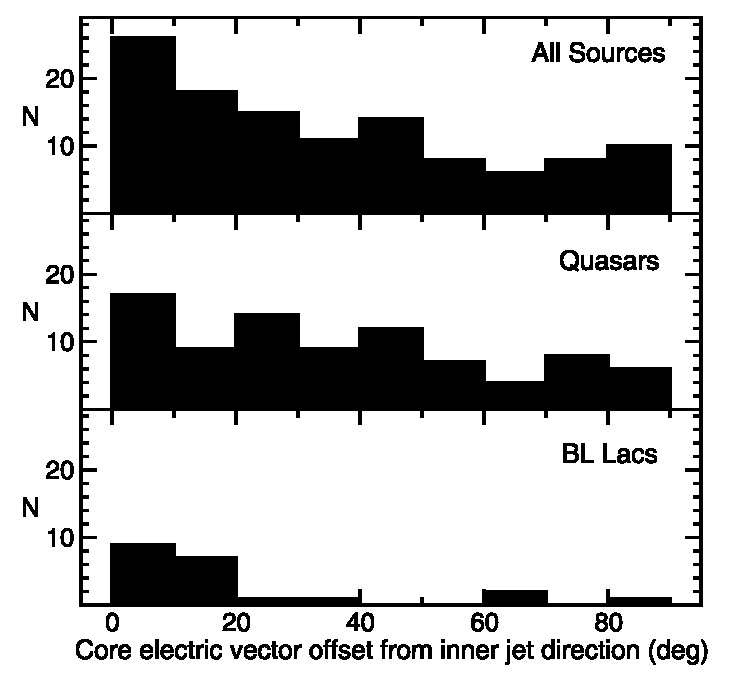 All Sources
20
N
10
Quasars
20
N
10
BL Lacs
20
N
10
0 20 40 60 80
Core electric vector offset from inner jet direction (deg)